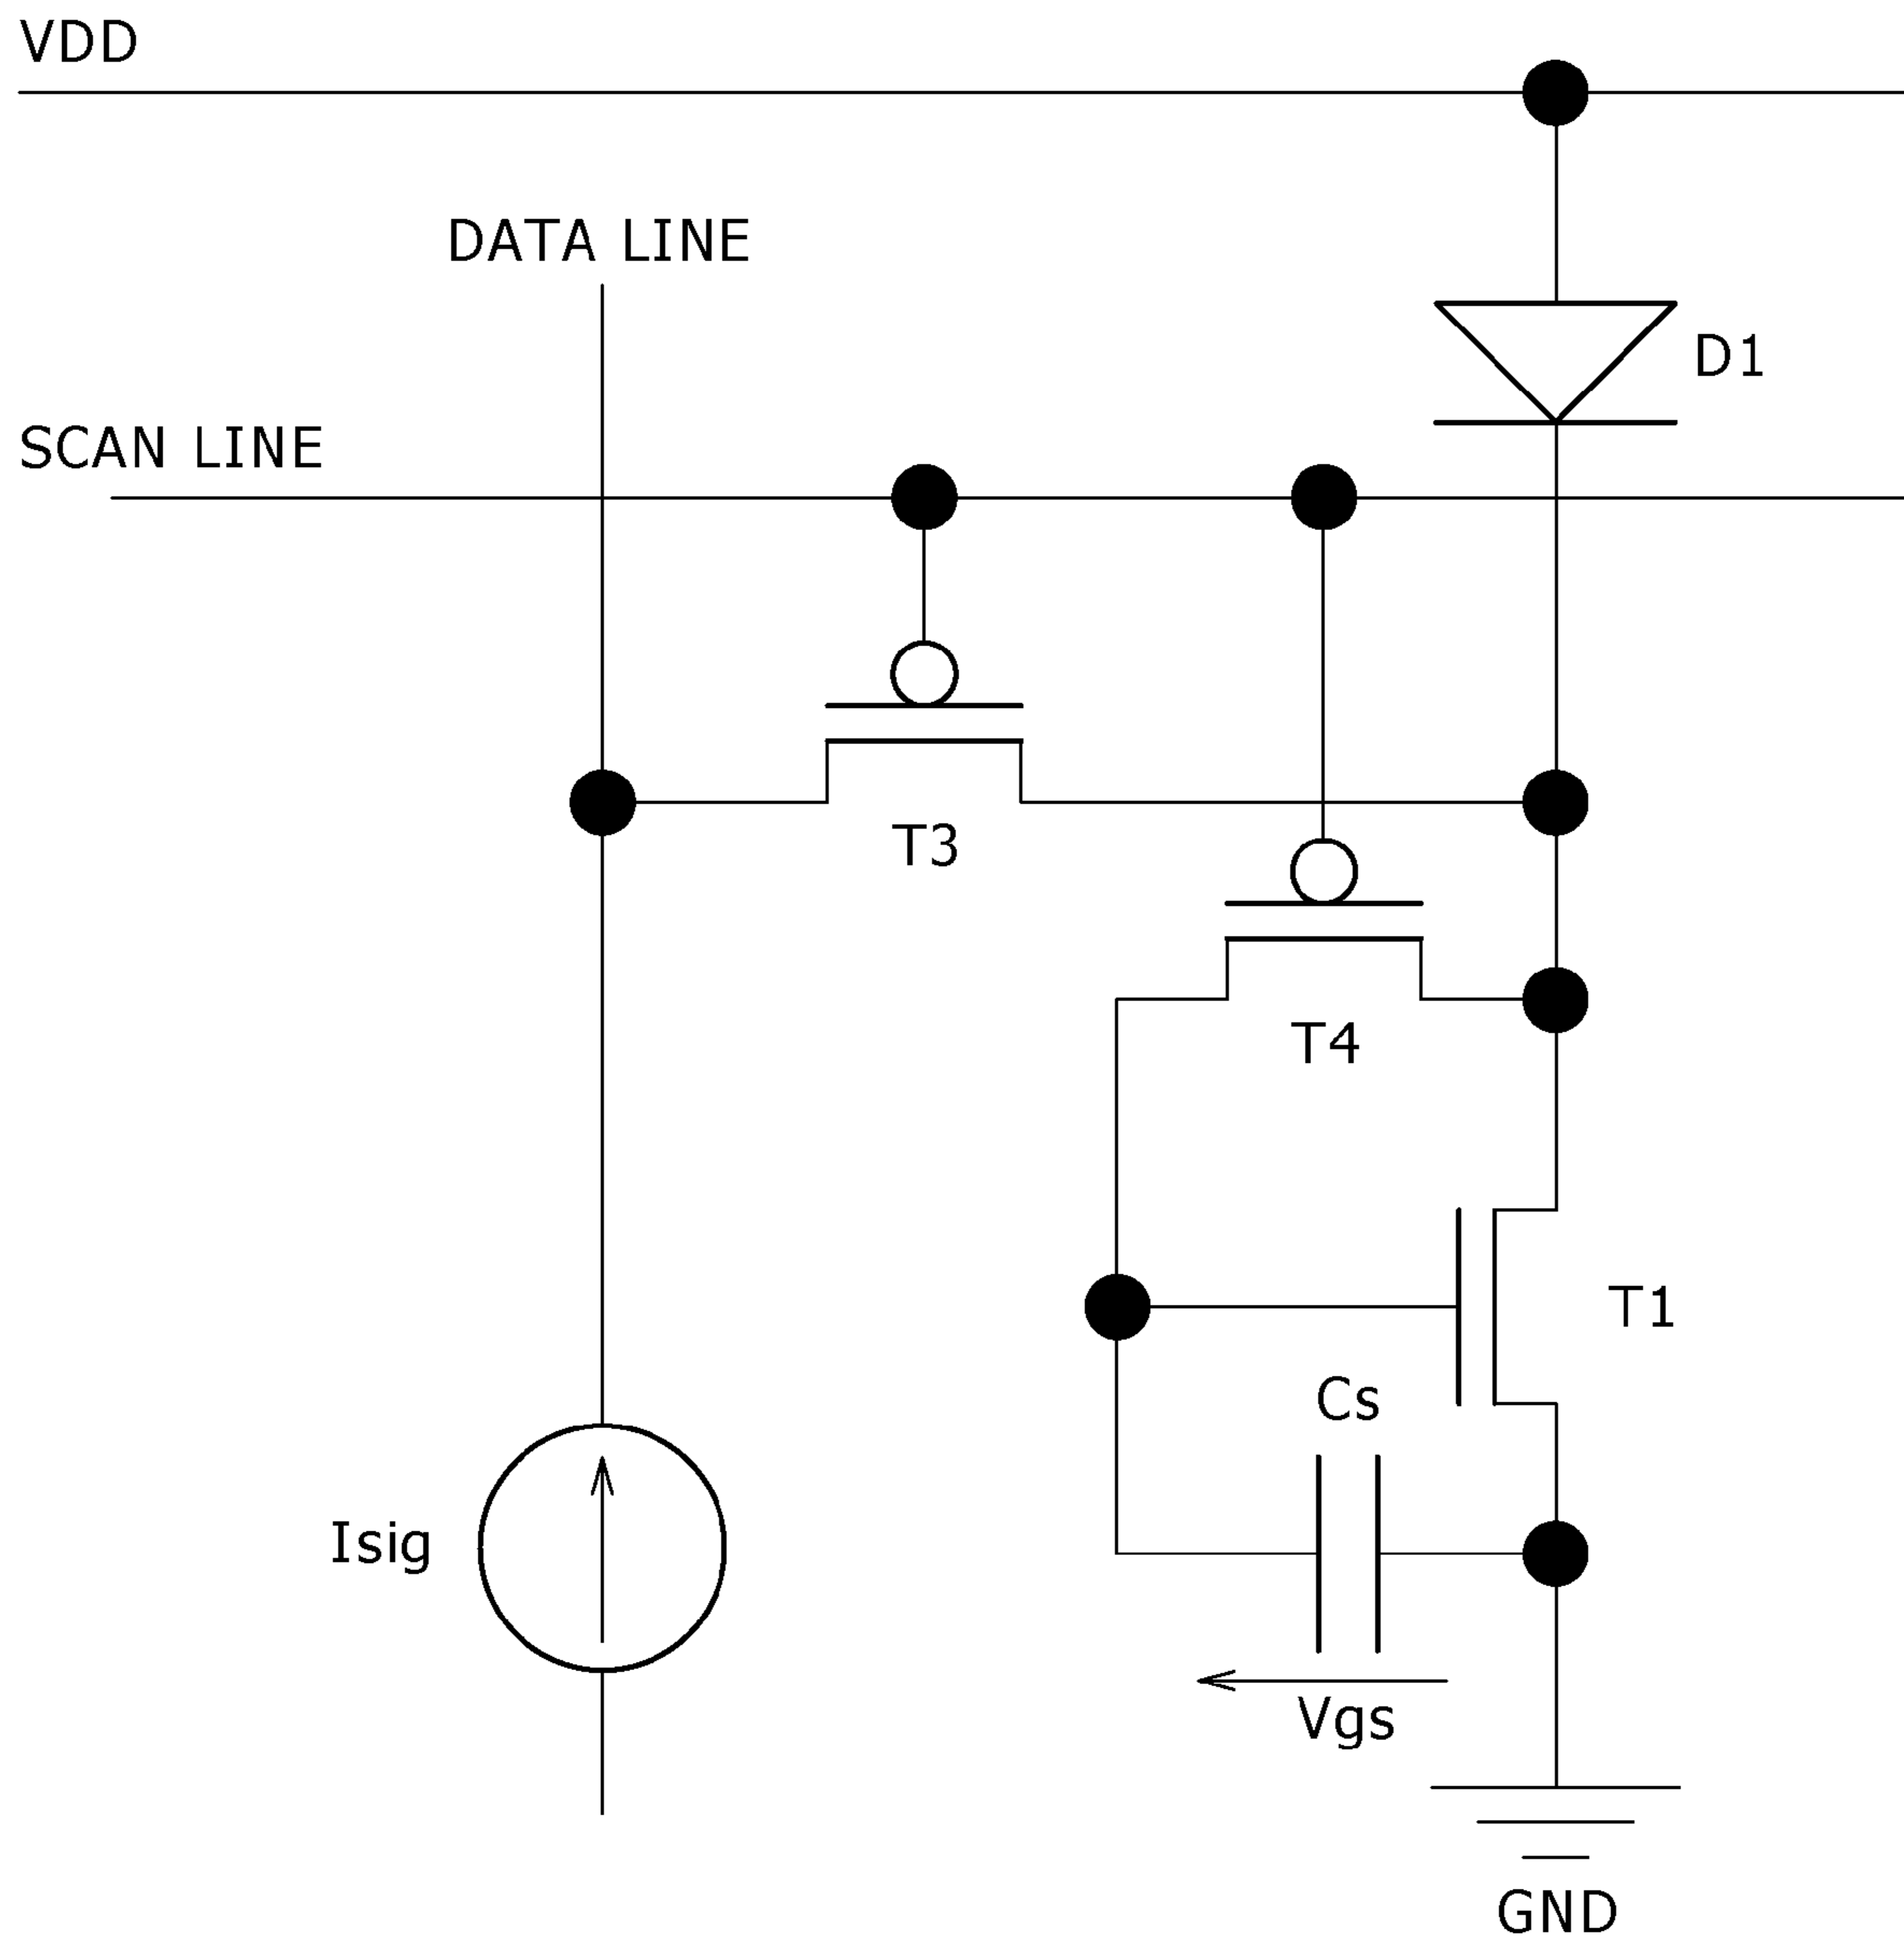 VDD
DATA LINE
D1
SCAN LINE
T3
T4
T1
Cs
Isig
Vgs
GND